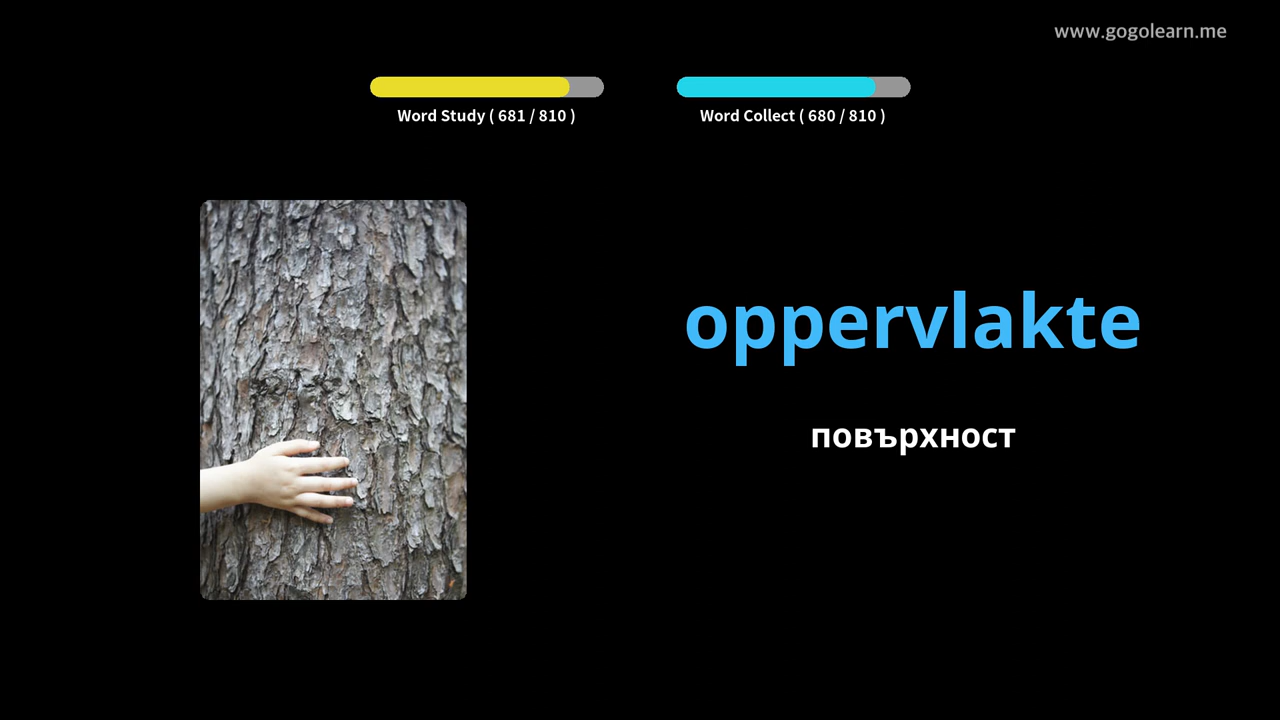 www.gogolearn.me
Word Study ( 681 / 810 )
Word Collect ( 680 / 810 )
oppervlakte
повърхност